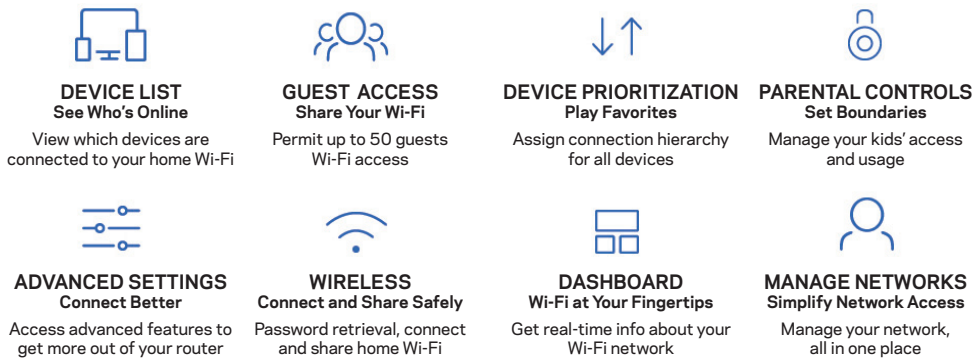 DEVICE LIST
See Who's Online
View which devices are
connected to your home Wi-Fi
GUEST ACCESS
Share Your Wi-Fi
Permit up to 50 guests
Wi-Fi access
DEVICE PRIORITIZATION
Play Favorites
Assign connection hierarchy
for all devices
PARENTAL CONTROLS
Set Boundaries
Manage your kids' access
and usage
ADVANCED SETTINGS
Connect Better
Access advanced features to
get more out of your router
WIRELESS
Connect and Share Safely
Password retrieval, connect
and share home Wi-Fi
DASHBOARD
Wi-Fi at Your Fingertips
Get real-time info about your
Wi-Fi network
MANAGE NETWORKS
Simplify Network Access
Manage your network,
all in one place